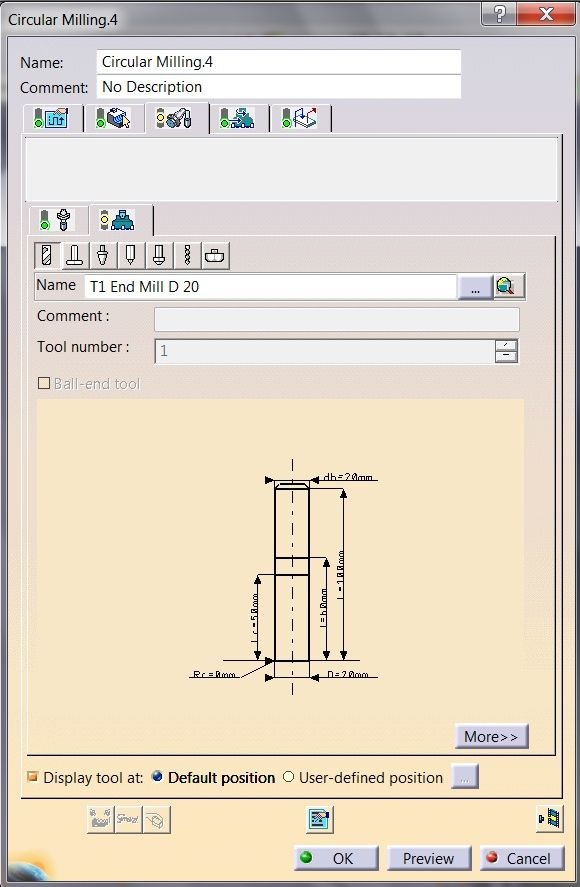 Circular Milling.4
?
Name: Circular Milling.4
Comment: No Description
Name T1 End Mill D 20 ...
Comment :
Tool number : 1
Ball-end tool
db=20mm
L=100mm
l=60mm
Lc=50mm
Rc=0mm
D=20mm
More>>
Display tool at: Default position User-defined position ...
OK Preview Cancel